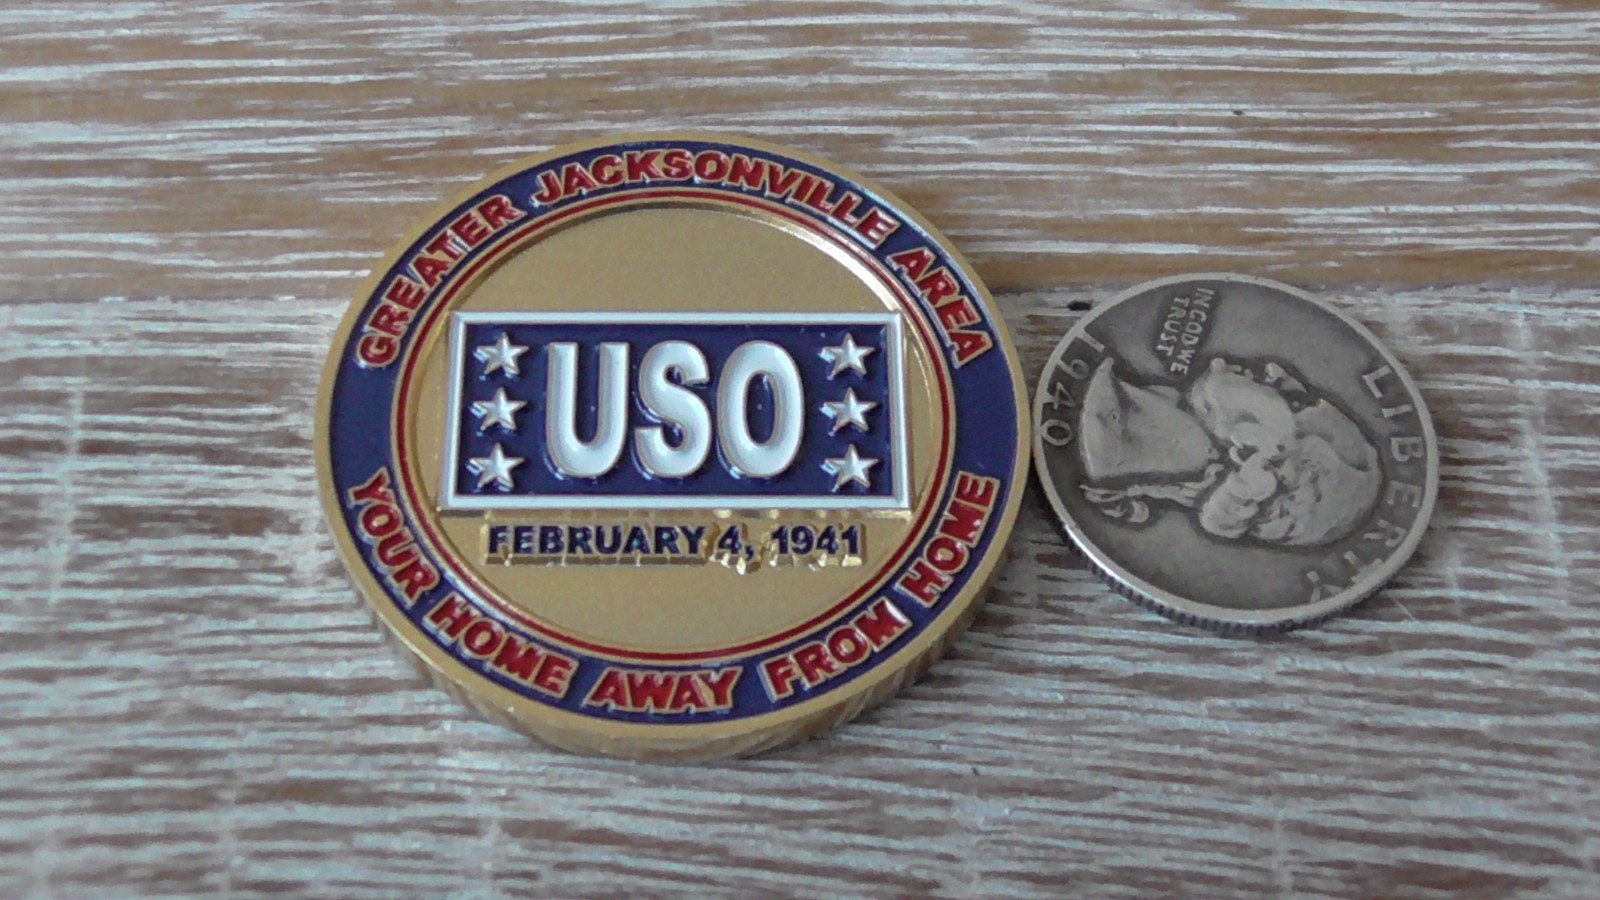 GREATER JACKSONVILLE AREA
USO
FEBRUARY 4, 1941
YOUR HOME AWAY FROM HOME
LIBERTY
IN GOD WE
TRUST
1940